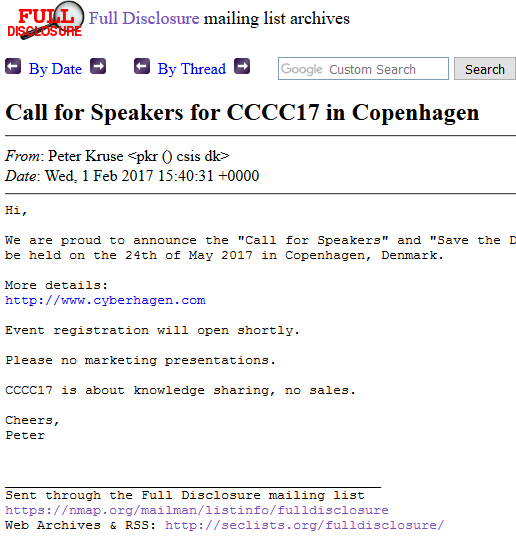 FULL
DISCLOSURE
Full Disclosure mailing list archives
By Date By Thread Google Custom Search Search
Call for Speakers for CCCC17 in Copenhagen
From: Peter Kruse <pkr () csis dk>
Date: Wed, 1 Feb 2017 15:40:31 +0000
Hi,
We are proud to announce the "Call for Speakers" and "Save the D
be held on the 24th of May 2017 in Copenhagen, Denmark.
More details:
http://www.cyberhagen.com
Event registration will open shortly.
Please no marketing presentations.
CCCC17 is about knowledge sharing, no sales.
Cheers,
Peter
Sent through the Full Disclosure mailing list
https://nmap.org/mailman/listinfo/fulldisclosure
Web Archives & RSS: http://seclists.org/fulldisclosure/